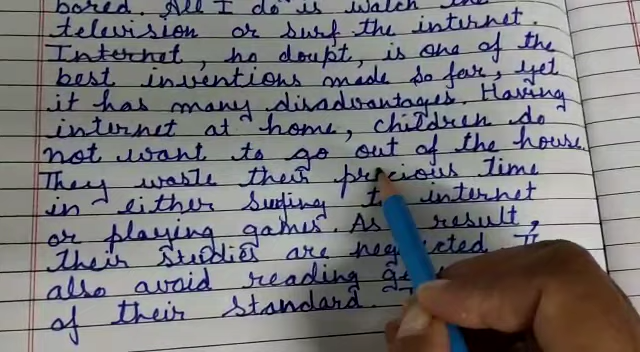 bored. All I do is watch the
television or surf the internet.
Internet, no doubt, is one of the
best inventions made so far, yet
it has many disadvantages. Having
internet at home, children do
not want to go out of the house.
They waste their precious time
in either surfing internet
or playing games. As result,
their studies are neglected.
also avoid reading
of their standard.